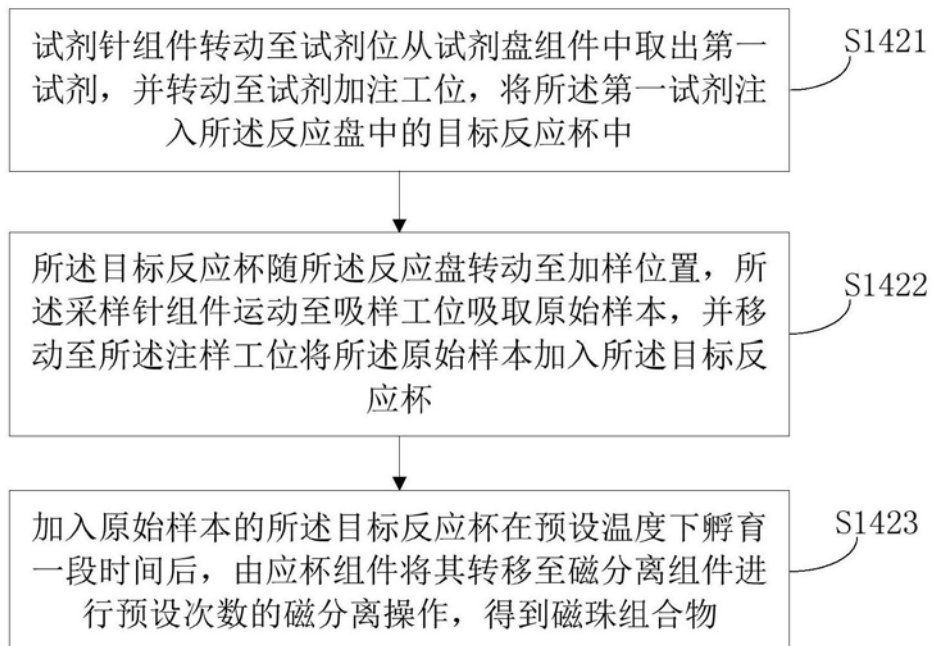 试剂针组件转动至试剂位从试剂盘组件中取出第一
试剂，并转动至试剂加注工位，将所述第一试剂注
入所述反应盘中的目标反应杯中
S1421
所述目标反应杯随所述反应盘转动至加样位置，所
述采样针组件运动至吸样工位吸取原始样本，并移
动至所述注样工位将所述原始样本加入所述目标反
应杯
S1422
加入原始样本的所述目标反应杯在预设温度下孵育
一段时间后，由应杯组件将其转移至磁分离组件进
行预设次数的磁分离操作，得到磁珠组合物
S1423